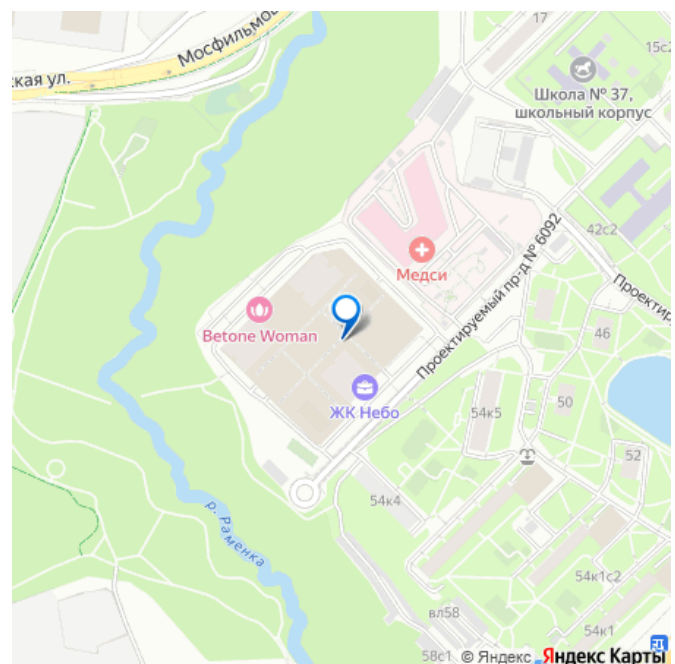 17
Мосфильмов
ская ул.
15с2
Школа № 37,
школьный корпус
42с2
Медси
Проектируемый пр-д № 6092
Проектир
Betone Woman
46
ЖК Небо
54к5
50
52
54к4
р. Раменка
54к1с2
вл58
54к1
58с1
© Яндекс Яндекс Карты